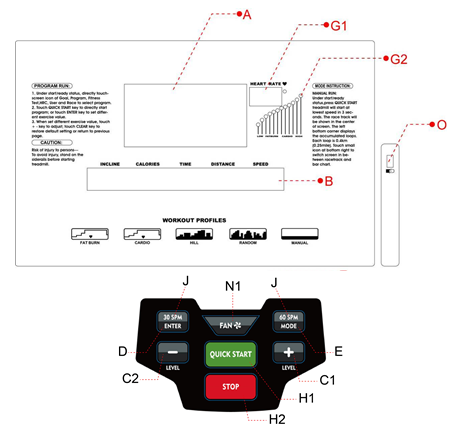 A
G1
HEART RATE
G2
PROGRAM RUN:
1. Under start/ready status, directly touch-
screen icon of Goal, Program, Fitness
Test,HRC, User and Race to select program.
2. Touch QUICK START key to directly start
program; or touch ENTER key to set differ-
ent exercise value.
3. When set different exercise value, touch
+ - key to adjust; touch CLEAR key to
restore default setting or return to previous
page.
CAUTION:
Risk of injury to persons—
to avoid injury, stand on the
siderails before starting
treadmill.
MODE INSTRUCTION:
MANUAL RUN:
Under start/ready
status,press QUICK START
treadmill will start at
lowest speed in 3 sec-
onds. The race track will
be shown in the center
of screen. The left
bottom corner displays
the accumulated loops.
Each loop is 0.4km
(0.25mile). Touch small
icon at bottom right to
switch screen in be-
tween racetrack and
bar chart.
O
INCLINE CALORIES TIME DISTANCE SPEED
B
WORKOUT PROFILES
FAT BURN CARDIO HILL RANDOM MANUAL
J N1 J
30 SPM
ENTER
FAN
60 SPM
MODE
D E
QUICK START
LEVEL LEVEL
C2 C1
STOP
H1
H2